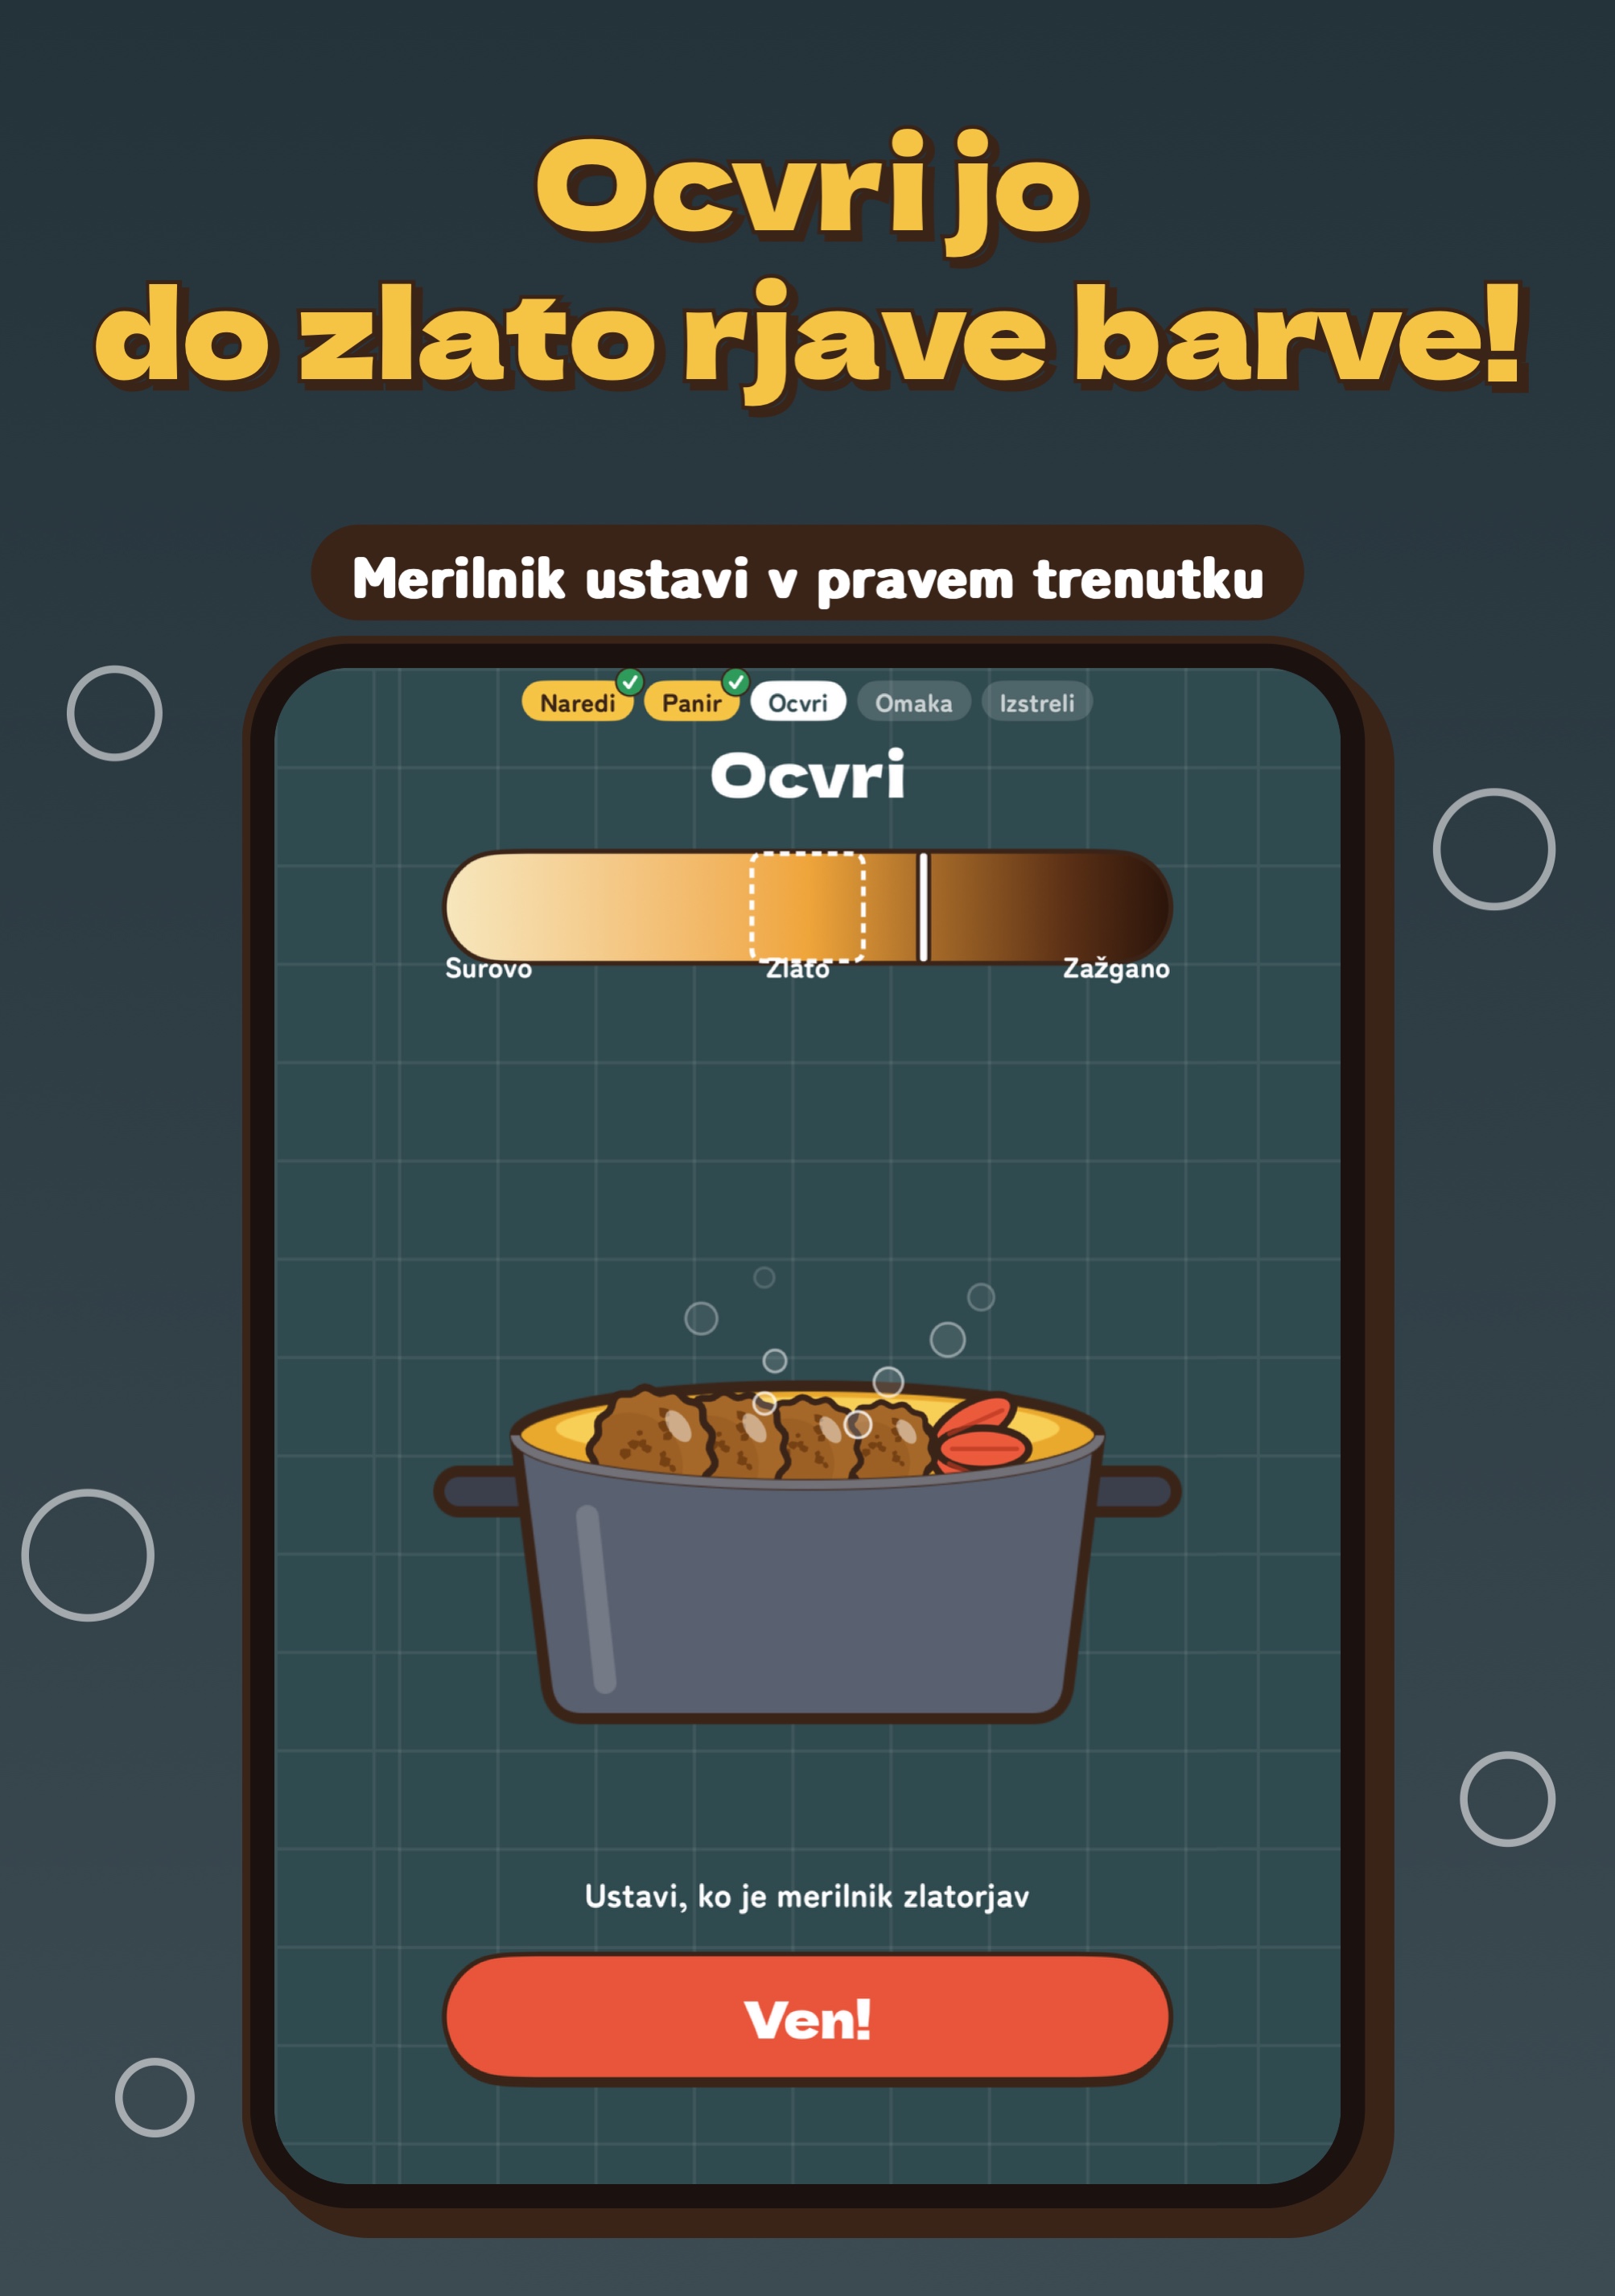 Ocvri jo
do zlato rjave barve!
Merilnik ustavi v pravem trenutku
Naredi Panir Ocvri Omaka Izstreli
Ocvri
Surovo Zlato Zažgano
Ustavi, ko je merilnik zlatorjav
Ven!